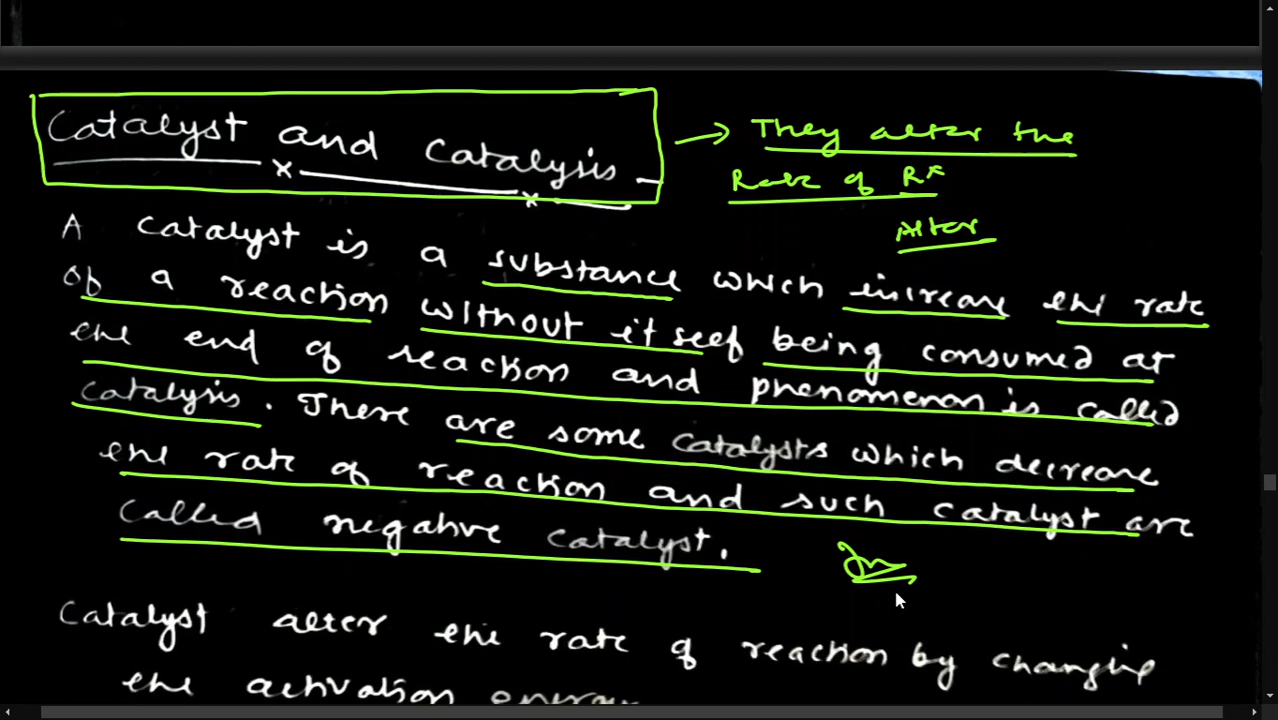 Catalyst and Catalysis
They alter the
Rate of Rx
Alter
A Catalyst is a substance which increase the rate
of a reaction without it seef being consumed at
the end of reaction and phenomenon is called
Catalysis. There are some Catalysts which decrease
the rate of reaction and such catalyst are
called negative catalyst.
Catalyst alter the rate of reaction by changing
the activation energy